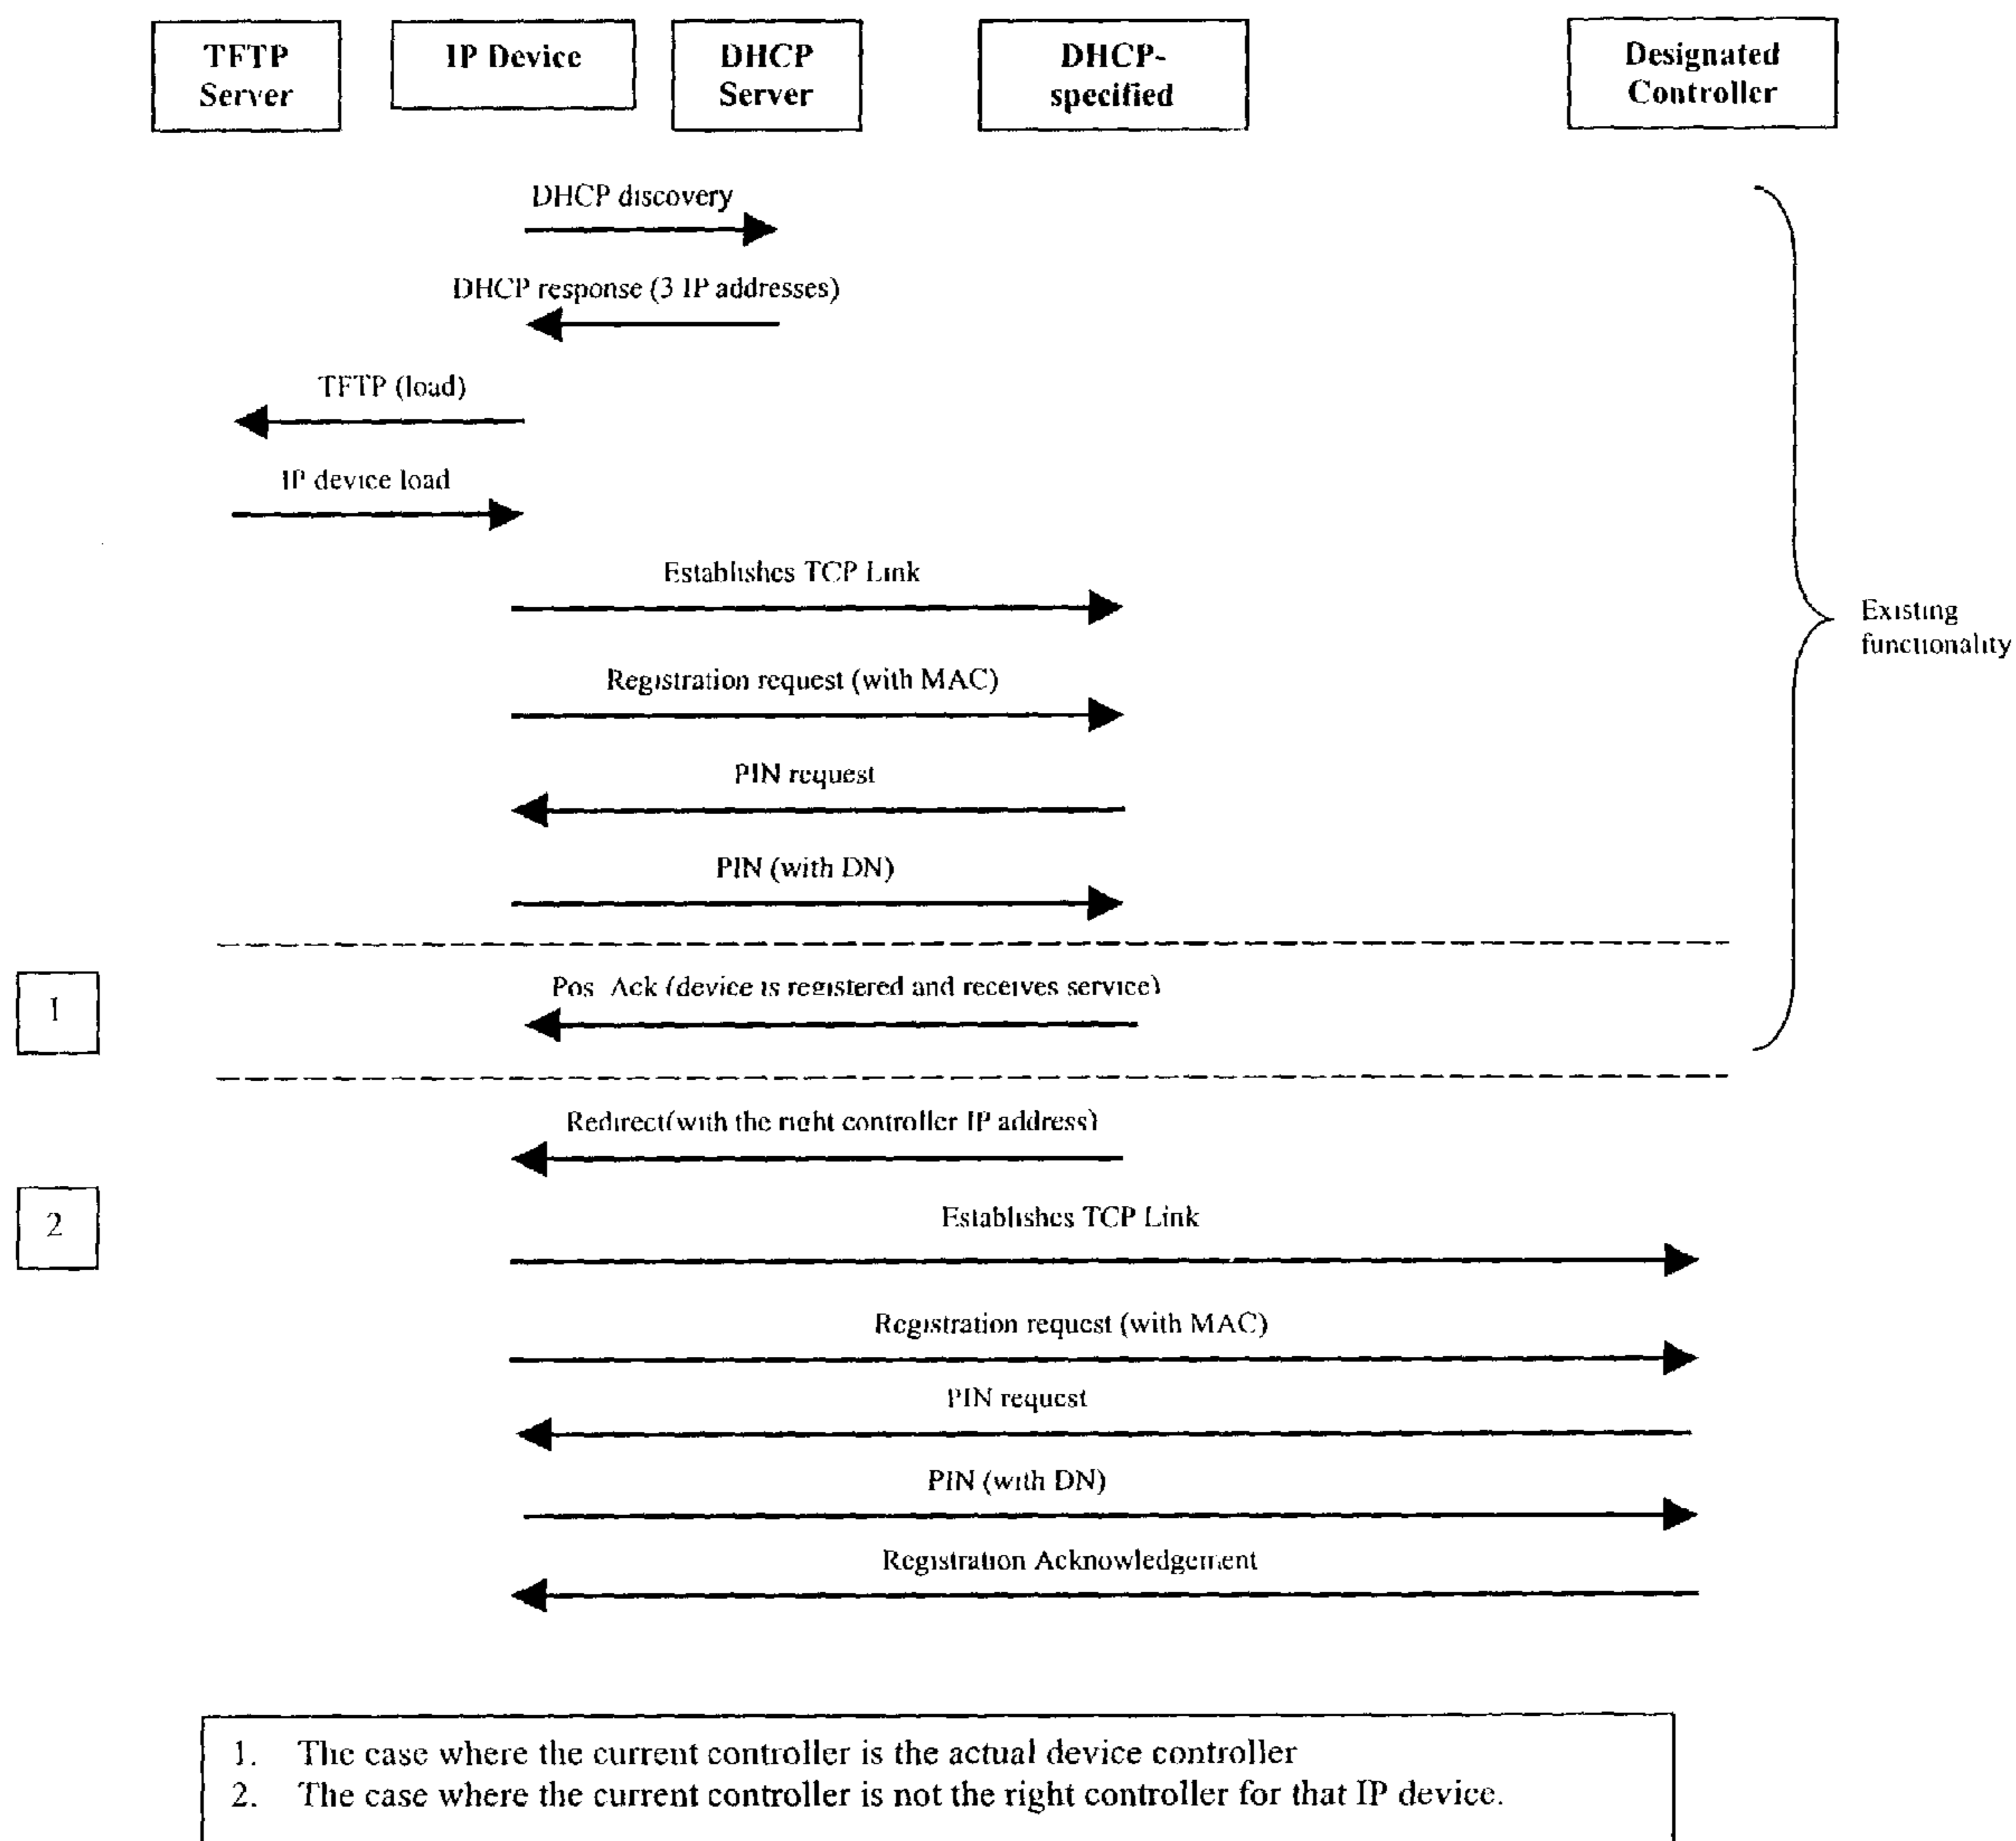 TFTP
Server
IP Device
DHCP
Server
DHCP-
specified
Designated
Controller
DHCP discovery
DHCP response (3 IP addresses)
TFTP (load)
IP device load
Establishes TCP Link
Existing
functionality
Registration request (with MAC)
PIN request
PIN (with DN)
1
Pos Ack (device is registered and receives service)
Redirect(with the right controller IP address)
2
Establishes TCP Link
Registration request (with MAC)
PIN request
PIN (with DN)
Registration Acknowledgement
1. The case where the current controller is the actual device controller
2. The case where the current controller is not the right controller for that IP device.